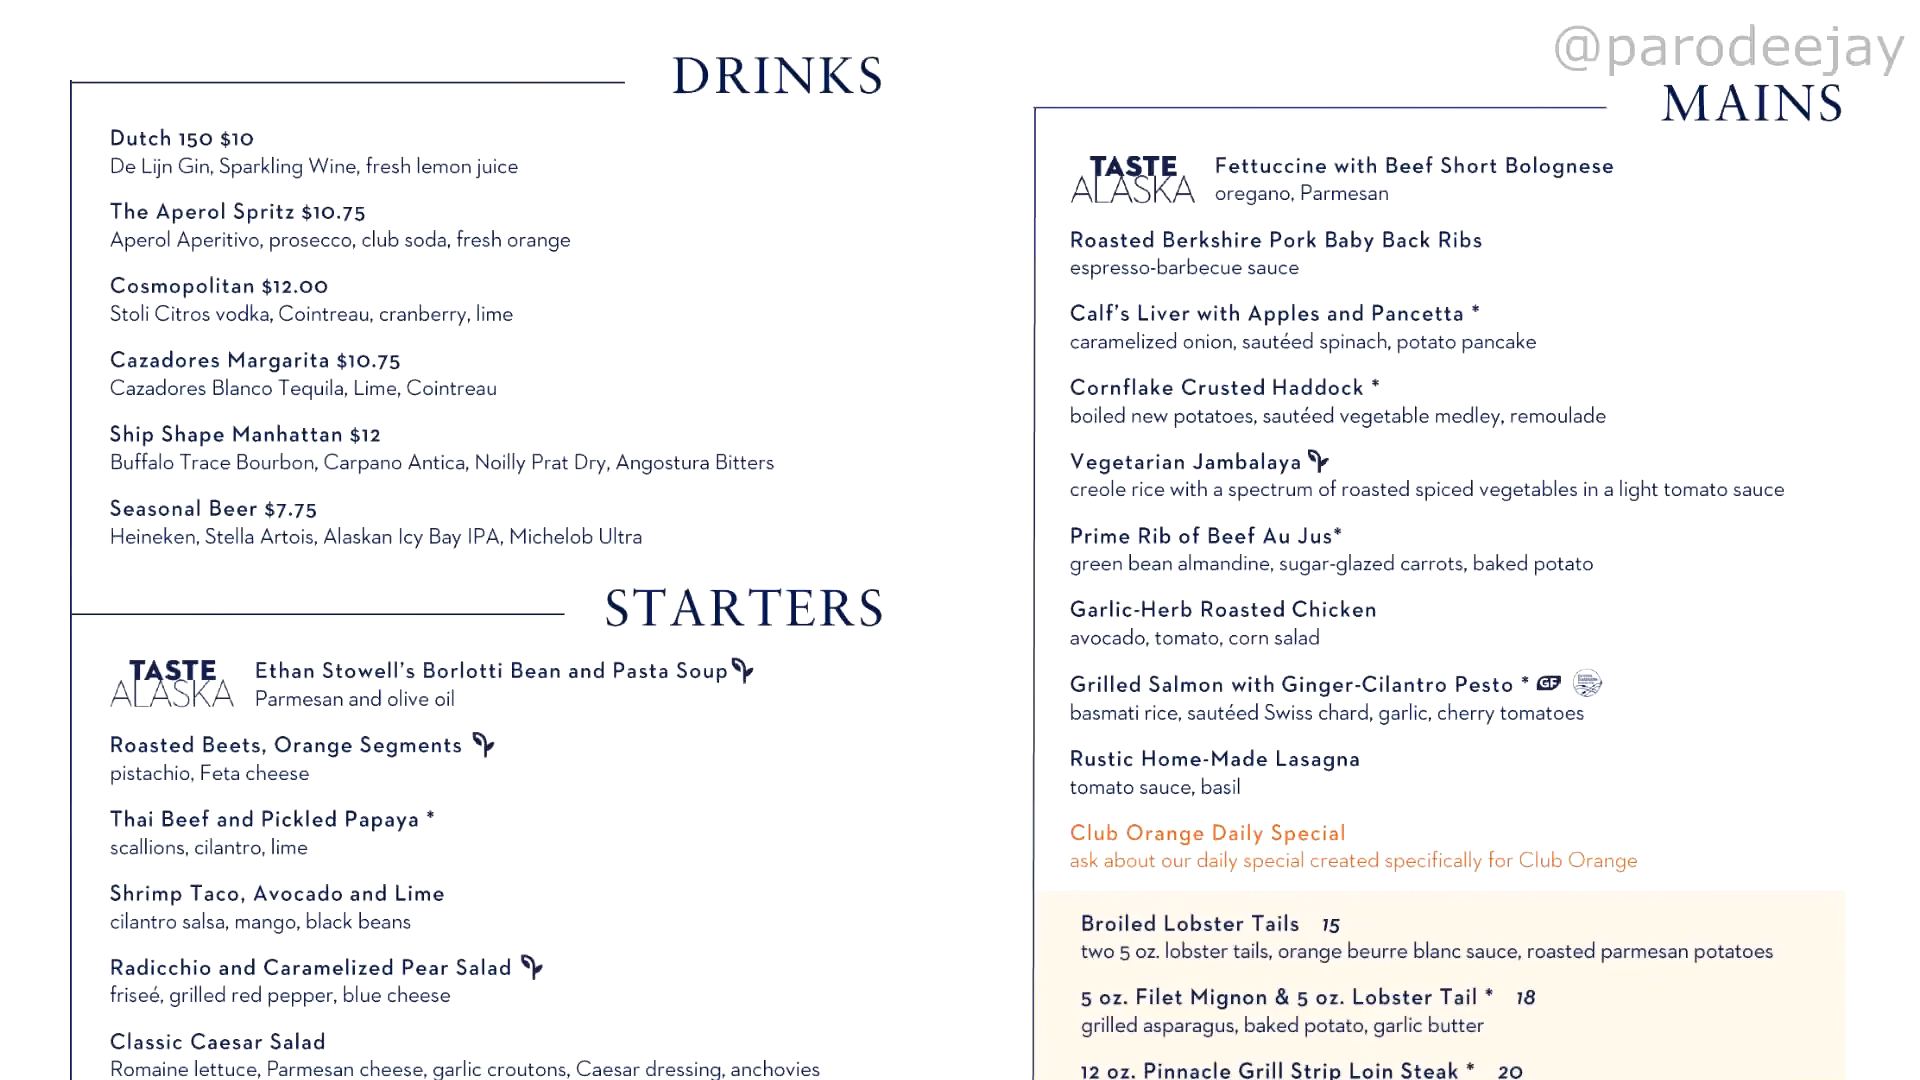 @parodeejay
DRINKS
Dutch 150 $10
De Lijn Gin, Sparkling Wine, fresh lemon juice
The Aperol Spritz $10.75
Aperol Aperitivo, prosecco, club soda, fresh orange
Cosmopolitan $12.00
Stoli Citros vodka, Cointreau, cranberry, lime
Cazadores Margarita $10.75
Cazadores Blanco Tequila, Lime, Cointreau
Ship Shape Manhattan $12
Buffalo Trace Bourbon, Carpano Antica, Noilly Prat Dry, Angostura Bitters
Seasonal Beer $7.75
Heineken, Stella Artois, Alaskan Icy Bay IPA, Michelob Ultra
STARTERS
TASTE
ALASKA
Ethan Stowell's Borlotti Bean and Pasta Soup
Parmesan and olive oil
Roasted Beets, Orange Segments
pistachio, Feta cheese
Thai Beef and Pickled Papaya *
scallions, cilantro, lime
Shrimp Taco, Avocado and Lime
cilantro salsa, mango, black beans
Radicchio and Caramelized Pear Salad
friseé, grilled red pepper, blue cheese
Classic Caesar Salad
Romaine lettuce, Parmesan cheese, garlic croutons, Caesar dressing, anchovies
MAINS
TASTE
ALASKA
Fettuccine with Beef Short Bolognese
oregano, Parmesan
Roasted Berkshire Pork Baby Back Ribs
espresso-barbecue sauce
Calf's Liver with Apples and Pancetta *
caramelized onion, sautéed spinach, potato pancake
Cornflake Crusted Haddock *
boiled new potatoes, sautéed vegetable medley, remoulade
Vegetarian Jambalaya
creole rice with a spectrum of roasted spiced vegetables in a light tomato sauce
Prime Rib of Beef Au Jus*
green bean almandine, sugar-glazed carrots, baked potato
Garlic-Herb Roasted Chicken
avocado, tomato, corn salad
Grilled Salmon with Ginger-Cilantro Pesto * GF
basmati rice, sautéed Swiss chard, garlic, cherry tomatoes
Rustic Home-Made Lasagna
tomato sauce, basil
Club Orange Daily Special
ask about our daily special created specifically for Club Orange
Broiled Lobster Tails 15
two 5 oz. lobster tails, orange beurre blanc sauce, roasted parmesan potatoes
5 oz. Filet Mignon & 5 oz. Lobster Tail * 18
grilled asparagus, baked potato, garlic butter
12 oz. Pinnacle Grill Strip Loin Steak * 20